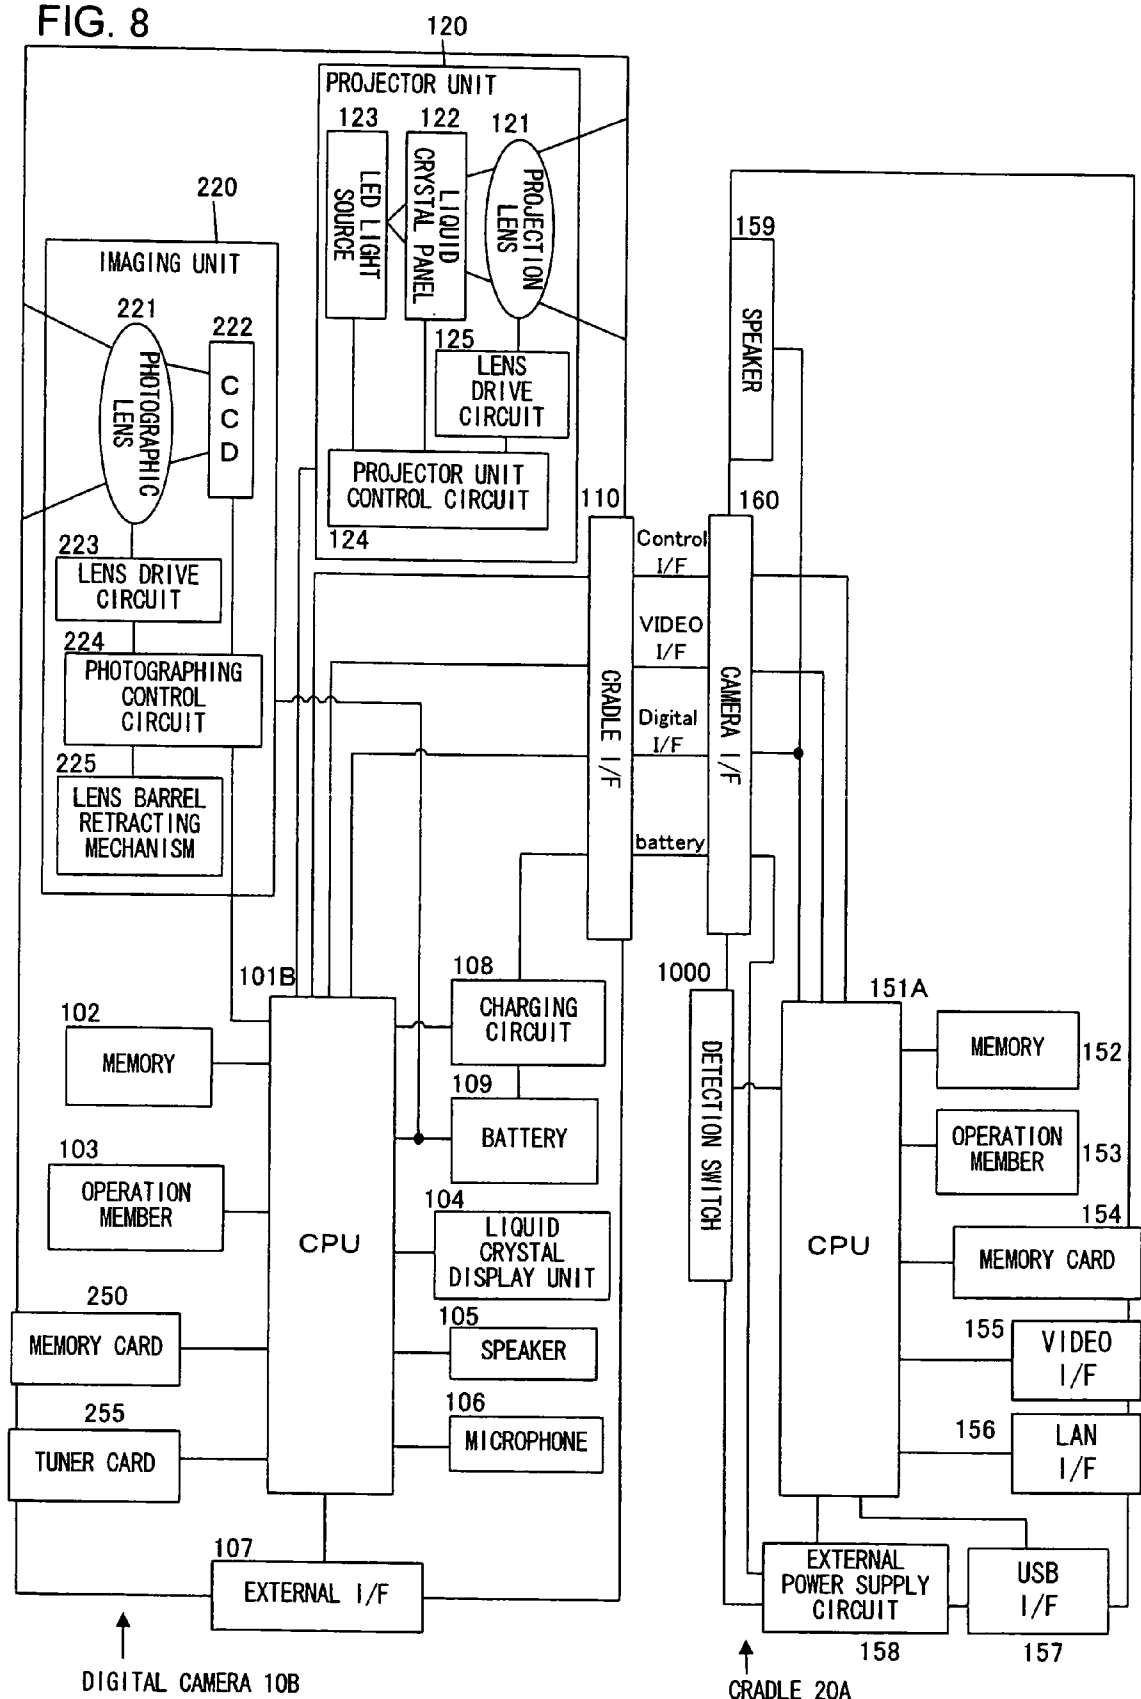 FIG. 8
120
PROJECTOR UNIT
123
122
121
LED LIGHT
SOURCE
LIQUID
CRYSTAL PANEL
PROJECTION
LENS
125
LENS
DRIVE
CIRCUIT
PROJECTOR UNIT
CONTROL CIRCUIT
124
220
IMAGING UNIT
221
222
PHOTOGRAPHIC
LENS
CCD
223
LENS DRIVE
CIRCUIT
224
PHOTOGRAPHING
CONTROL
CIRCUIT
225
LENS BARREL
RETRACTING
MECHANISM
110
CRADLE I/F
Control
I/F
VIDEO
I/F
Digital
I/F
battery
160
CAMERA I/F
159
SPEAKER
101B
CPU
102
MEMORY
103
OPERATION
MEMBER
250
MEMORY CARD
255
TUNER CARD
108
CHARGING
CIRCUIT
109
BATTERY
104
LIQUID
CRYSTAL
DISPLAY UNIT
105
SPEAKER
106
MICROPHONE
107
EXTERNAL I/F
DIGITAL CAMERA 10B
1000
DETECTION SWITCH
151A
CPU
MEMORY
152
OPERATION
MEMBER
153
154
MEMORY CARD
155
VIDEO
I/F
156
LAN
I/F
EXTERNAL
POWER SUPPLY
CIRCUIT
158
USB
I/F
157
CRADLE 20A